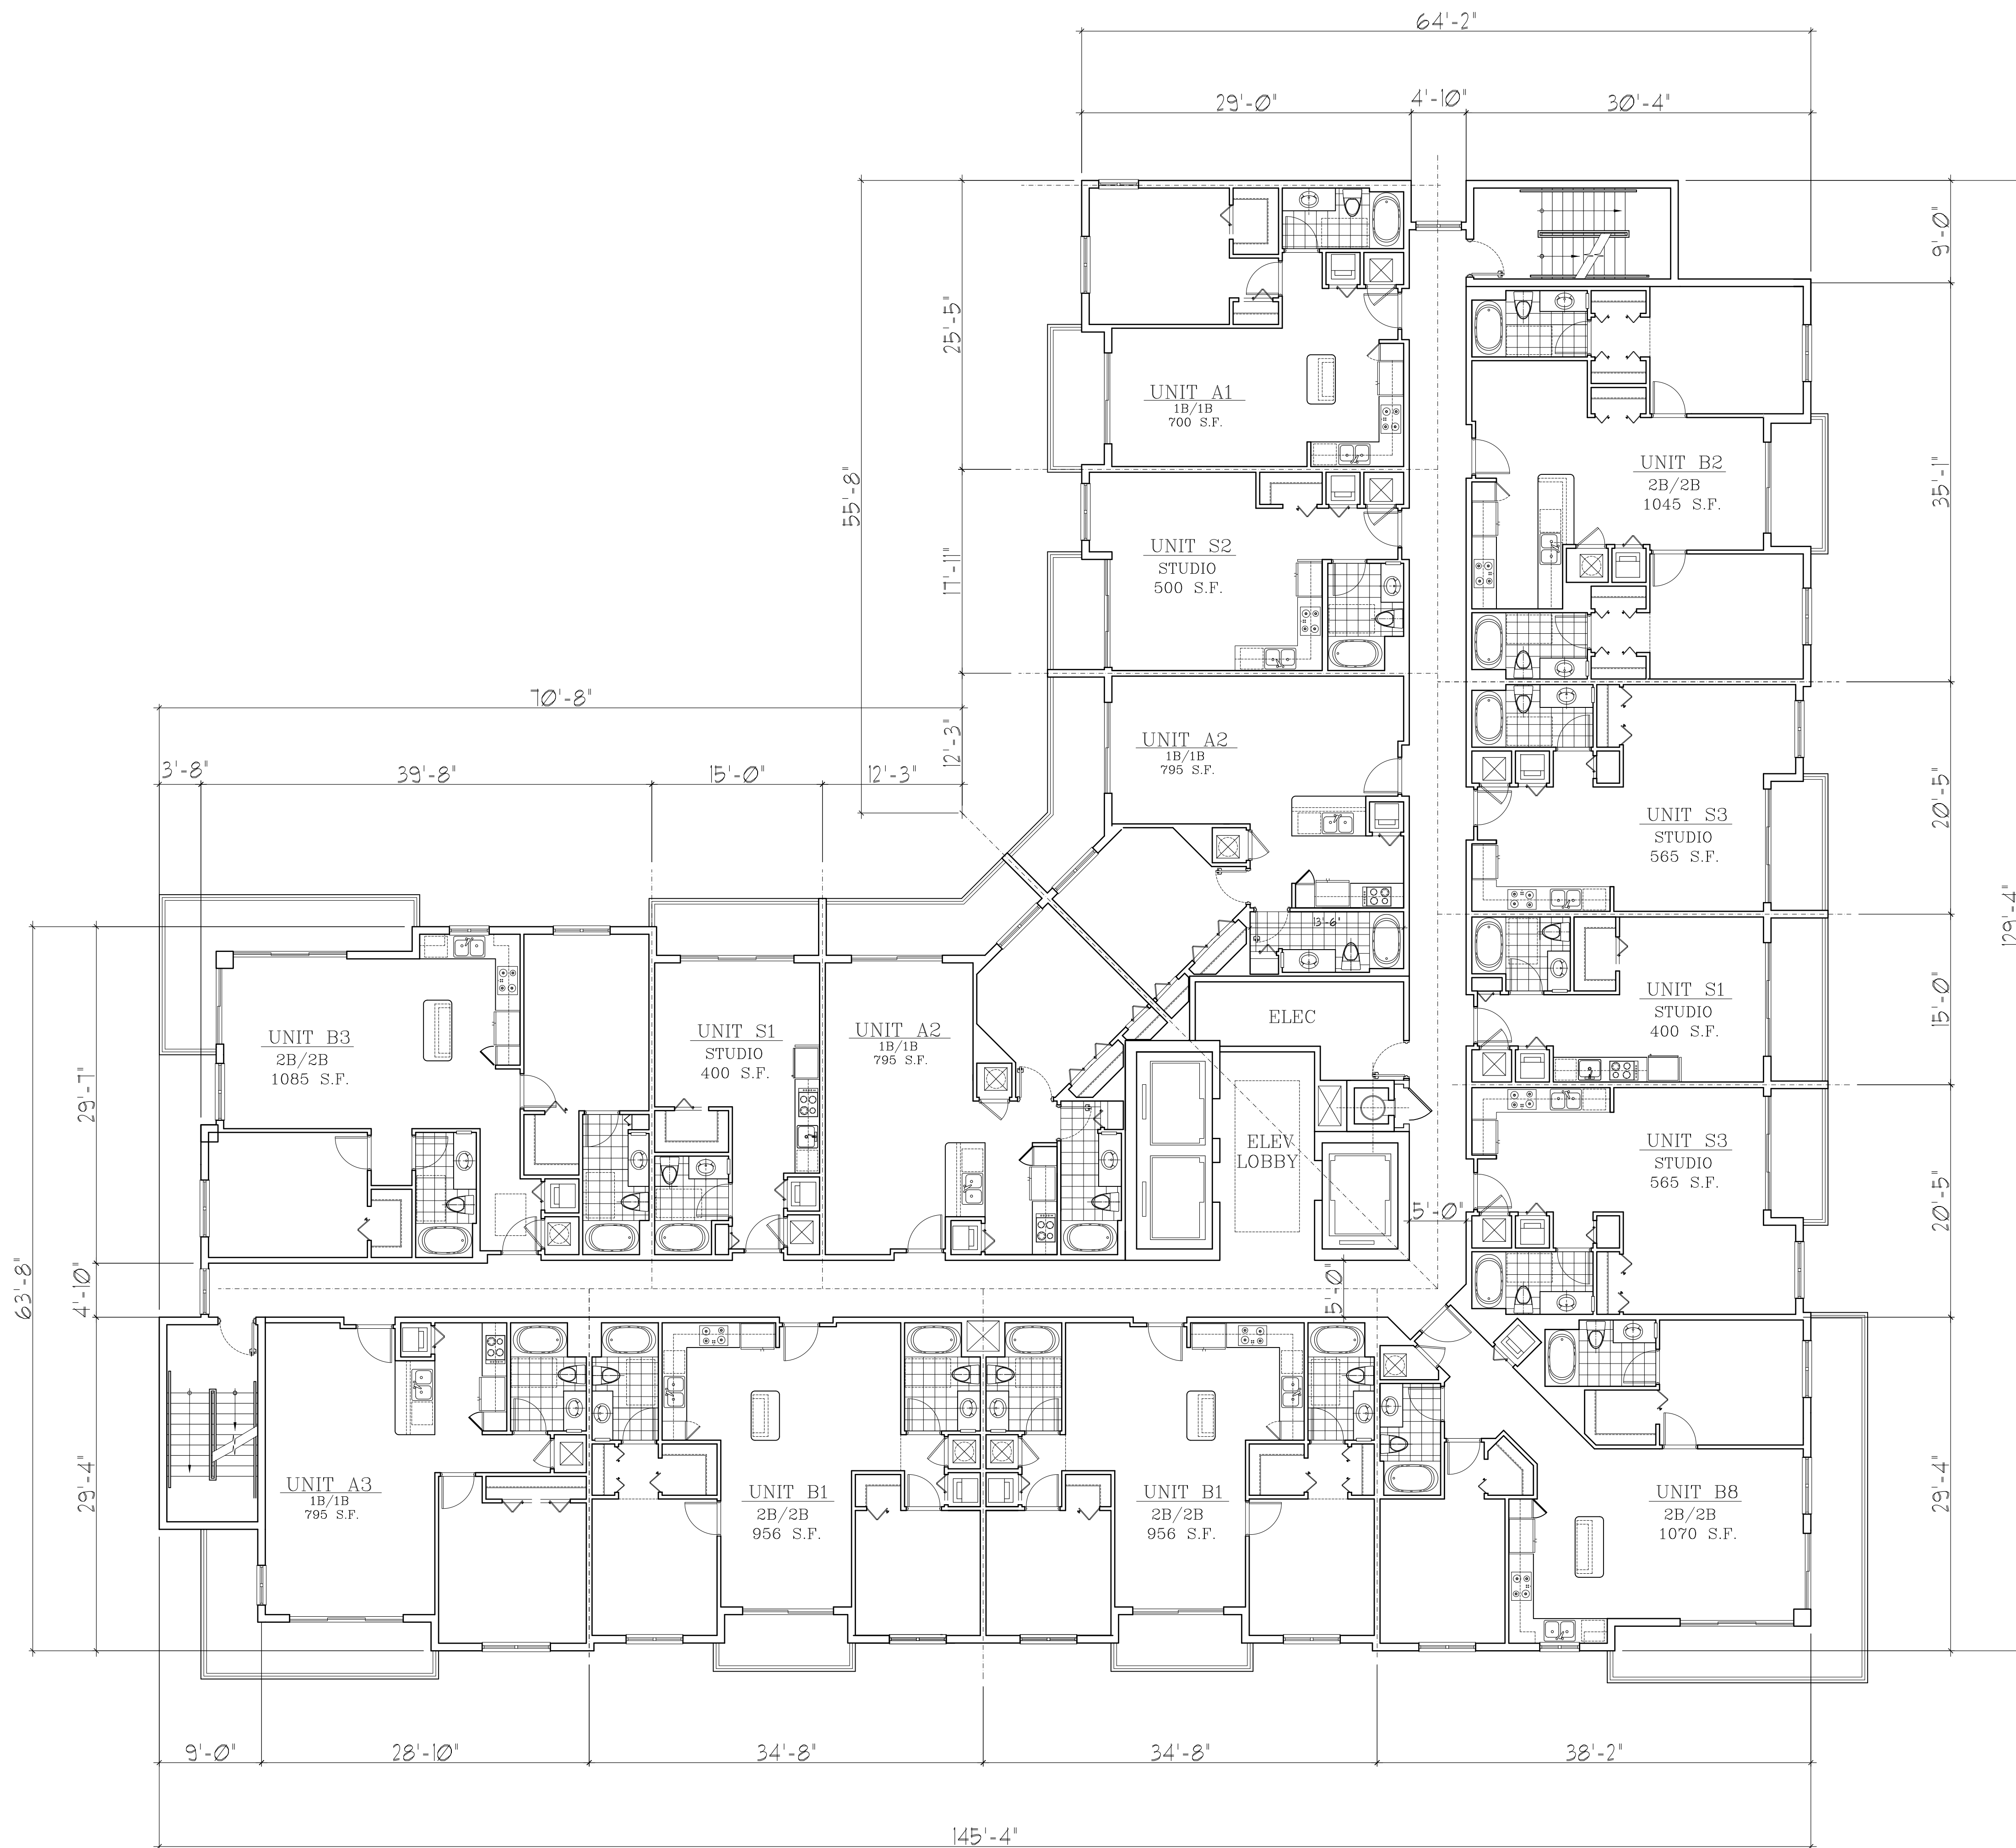 64'-2"
29'-0"
4'-10"
30'-4"
9'-0"
25'-5"
55'-8"
35'-1"
UNIT A1
1B/1B
700 S.F.
UNIT B2
2B/2B
1045 S.F.
17'-11"
UNIT S2
STUDIO
500 S.F.
70'-8"
12'-3"
UNIT A2
1B/1B
795 S.F.
3'-8"
39'-8"
15'-0"
12'-3"
20'-5"
UNIT S3
STUDIO
565 S.F.
129'-4"
13'-6"
UNIT S1
STUDIO
400 S.F.
15'-0"
ELEC
UNIT B3
2B/2B
1085 S.F.
UNIT S1
STUDIO
400 S.F.
UNIT A2
1B/1B
795 S.F.
29'-7"
ELEV
LOBBY
UNIT S3
STUDIO
565 S.F.
20'-5"
5'-0"
63'-8"
4'-10"
5'-0"
29'-4"
UNIT A3
1B/1B
795 S.F.
UNIT B1
2B/2B
956 S.F.
UNIT B1
2B/2B
956 S.F.
UNIT B8
2B/2B
1070 S.F.
29'-4"
9'-0"
28'-10"
34'-8"
34'-8"
38'-2"
145'-4"